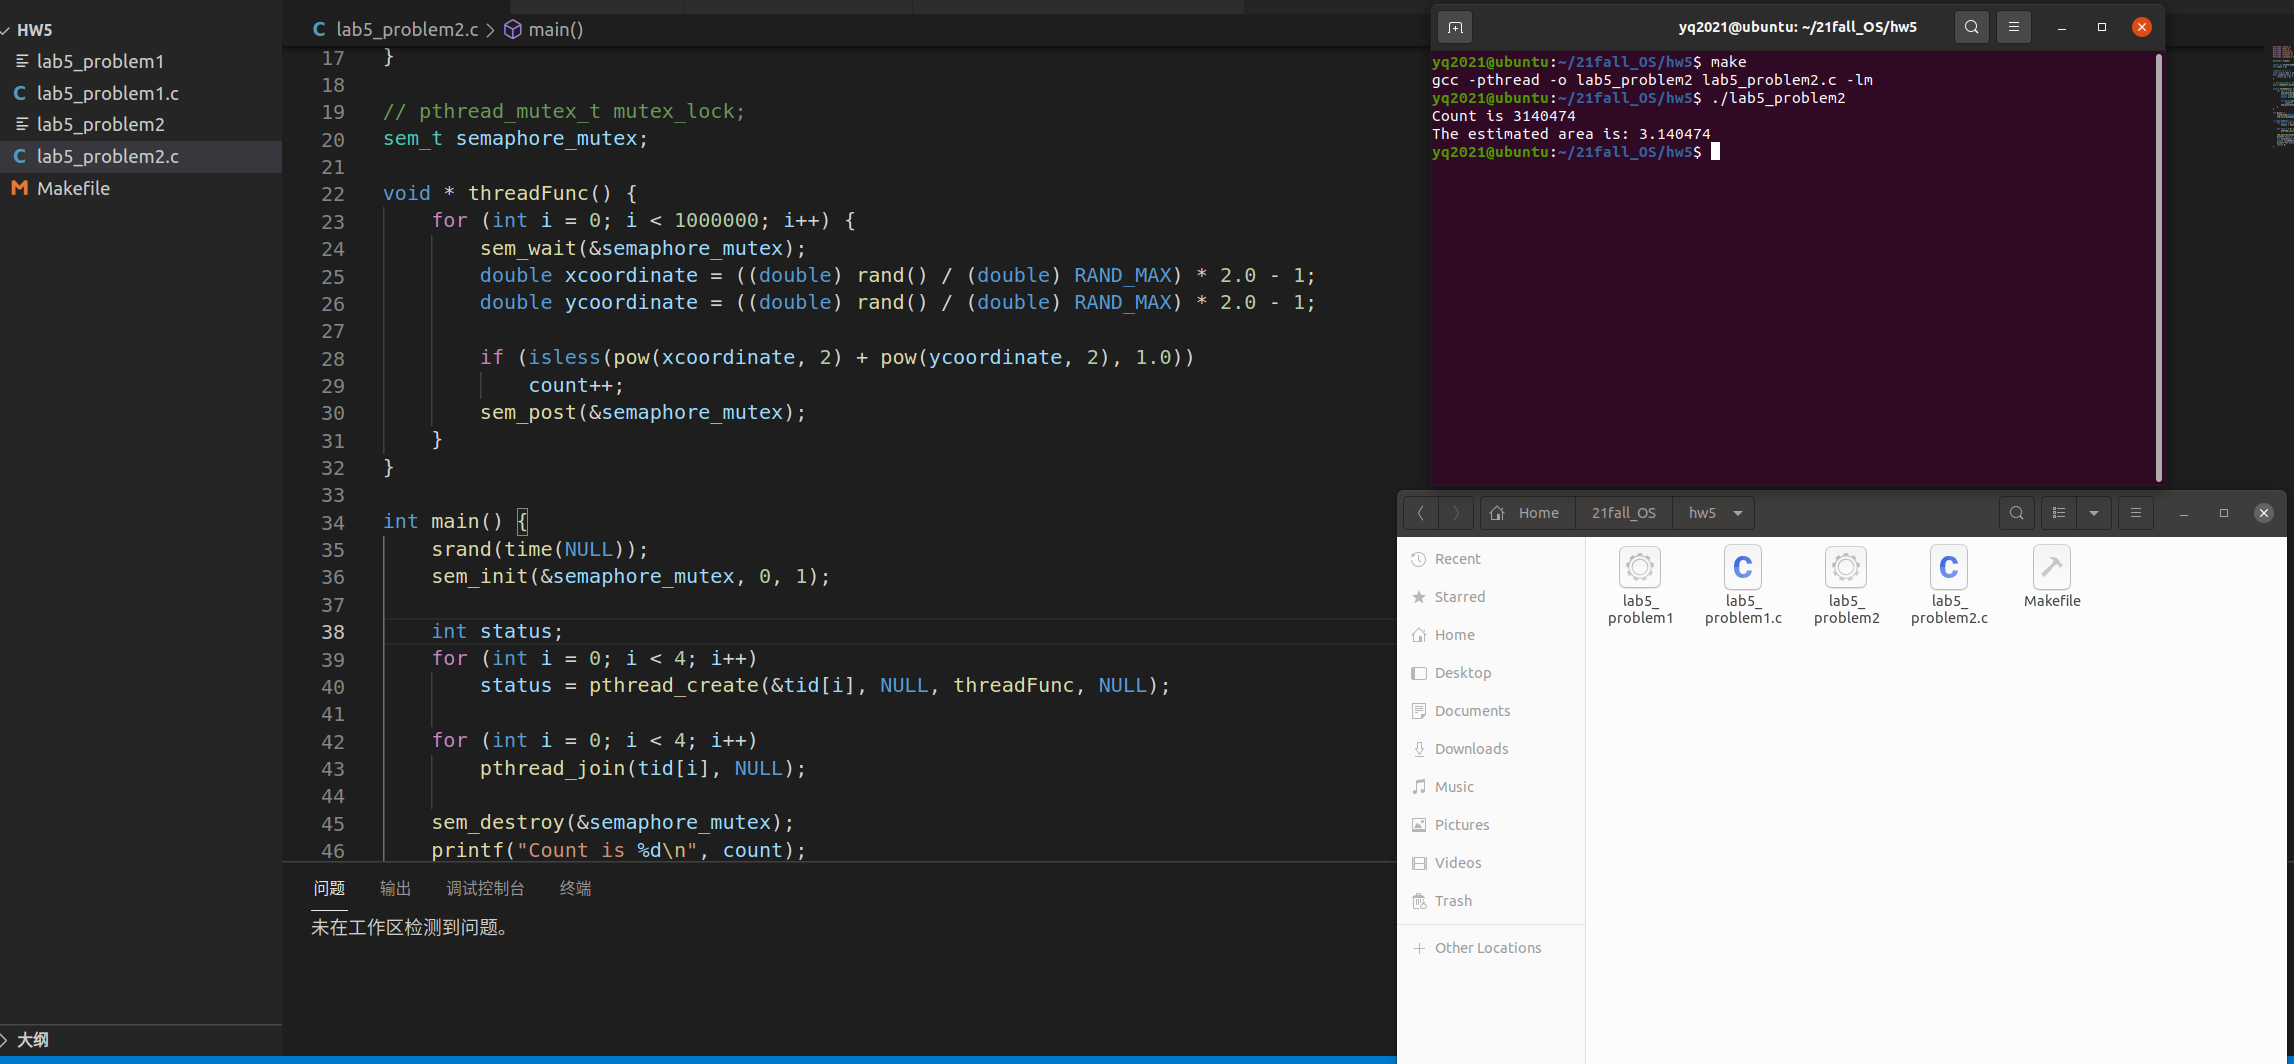 HW5
lab5_problem1
lab5_problem1.c
lab5_problem2
lab5_problem2.c
Makefile
大纲
lab5_problem2.c > main()
17 }
18
19 // pthread_mutex_t mutex_lock;
20 sem_t semaphore_mutex;
21
22 void * threadFunc() {
23 for (int i = 0; i < 1000000; i++) {
24 sem_wait(&semaphore_mutex);
25 double xcoordinate = ((double) rand() / (double) RAND_MAX) * 2.0 - 1;
26 double ycoordinate = ((double) rand() / (double) RAND_MAX) * 2.0 - 1;
27
28 if (isless(pow(xcoordinate, 2) + pow(ycoordinate, 2), 1.0))
29 count++;
30 sem_post(&semaphore_mutex);
31 }
32 }
33
34 int main() {
35 srand(time(NULL));
36 sem_init(&semaphore_mutex, 0, 1);
37
38 int status;
39 for (int i = 0; i < 4; i++)
40 status = pthread_create(&tid[i], NULL, threadFunc, NULL);
41
42 for (int i = 0; i < 4; i++)
43 pthread_join(tid[i], NULL);
44
45 sem_destroy(&semaphore_mutex);
46 printf("Count is %d\n", count);
问题 输出 调试控制台 终端
未在工作区检测到问题。
yq2021@ubuntu: ~/21fall_OS/hw5
yq2021@ubuntu:~/21fall_OS/hw5$ make
gcc -pthread -o lab5_problem2 lab5_problem2.c -lm
yq2021@ubuntu:~/21fall_OS/hw5$ ./lab5_problem2
Count is 3140474
The estimated area is: 3.140474
yq2021@ubuntu:~/21fall_OS/hw5$
Home 21fall_OS hw5
Recent
Starred
Home
Desktop
Documents
Downloads
Music
Pictures
Videos
Trash
Other Locations
lab5_
problem1
lab5_
problem1.c
lab5_
problem2
lab5_
problem2.c
Makefile